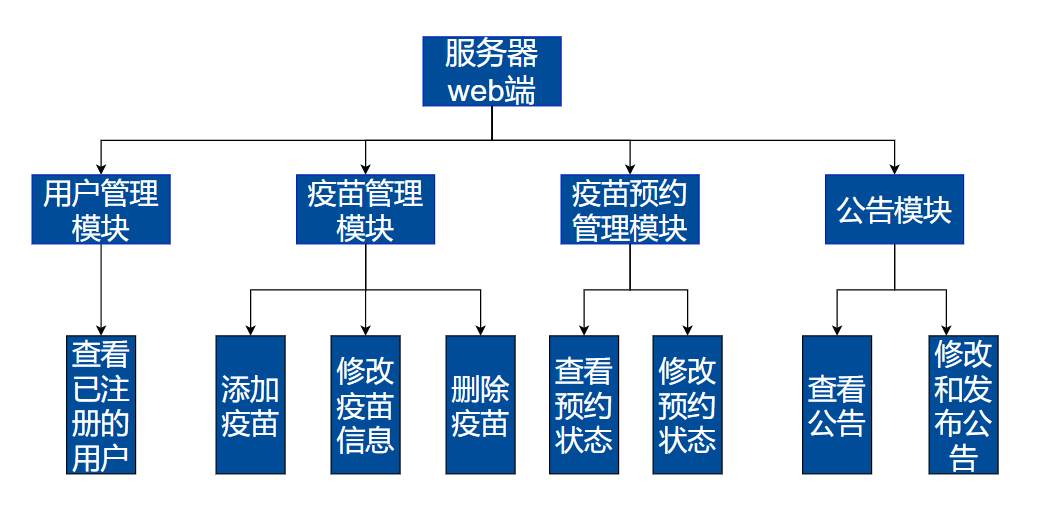 服务器
web端
用户管理
模块
疫苗管理
模块
疫苗预约
管理模块
公告模块
查看
已注
册的
用户
添加
疫苗
修改
疫苗
信息
删除
疫苗
查看
预约
状态
修改
预约
状态
查看
公告
修改
和发
布公
告